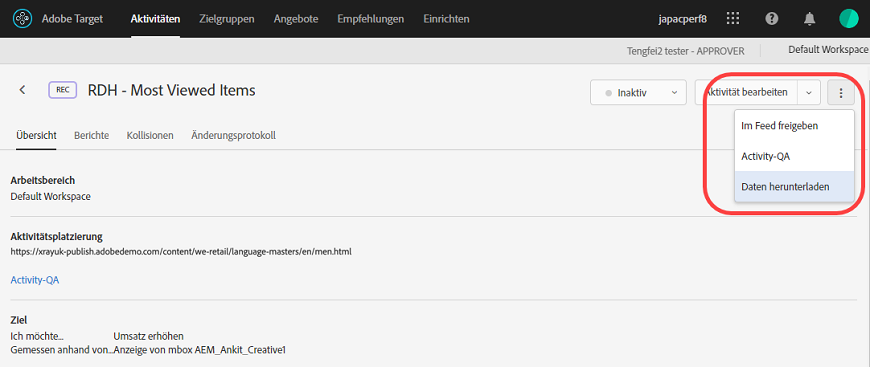 Adobe Target Aktivitäten Zielgruppen Angebote Empfehlungen Einrichten japacperf8
Tengfei2 tester - APPROVER Default Workspace
REC RDH - Most Viewed Items Inaktiv Aktivität bearbeiten
Im Feed freigeben
Activity-QA
Daten herunterladen
Übersicht Berichte Kollisionen Änderungsprotokoll
Arbeitsbereich
Default Workspace
Aktivitätsplatzierung
https://xrayuk-publish.adobedemo.com/content/we-retail/language-masters/en/men.html
Activity-QA
Ziel
Ich möchte... Umsatz erhöhen
Gemessen anhand von... Anzeige von mbox AEM_Ankit_Creative1